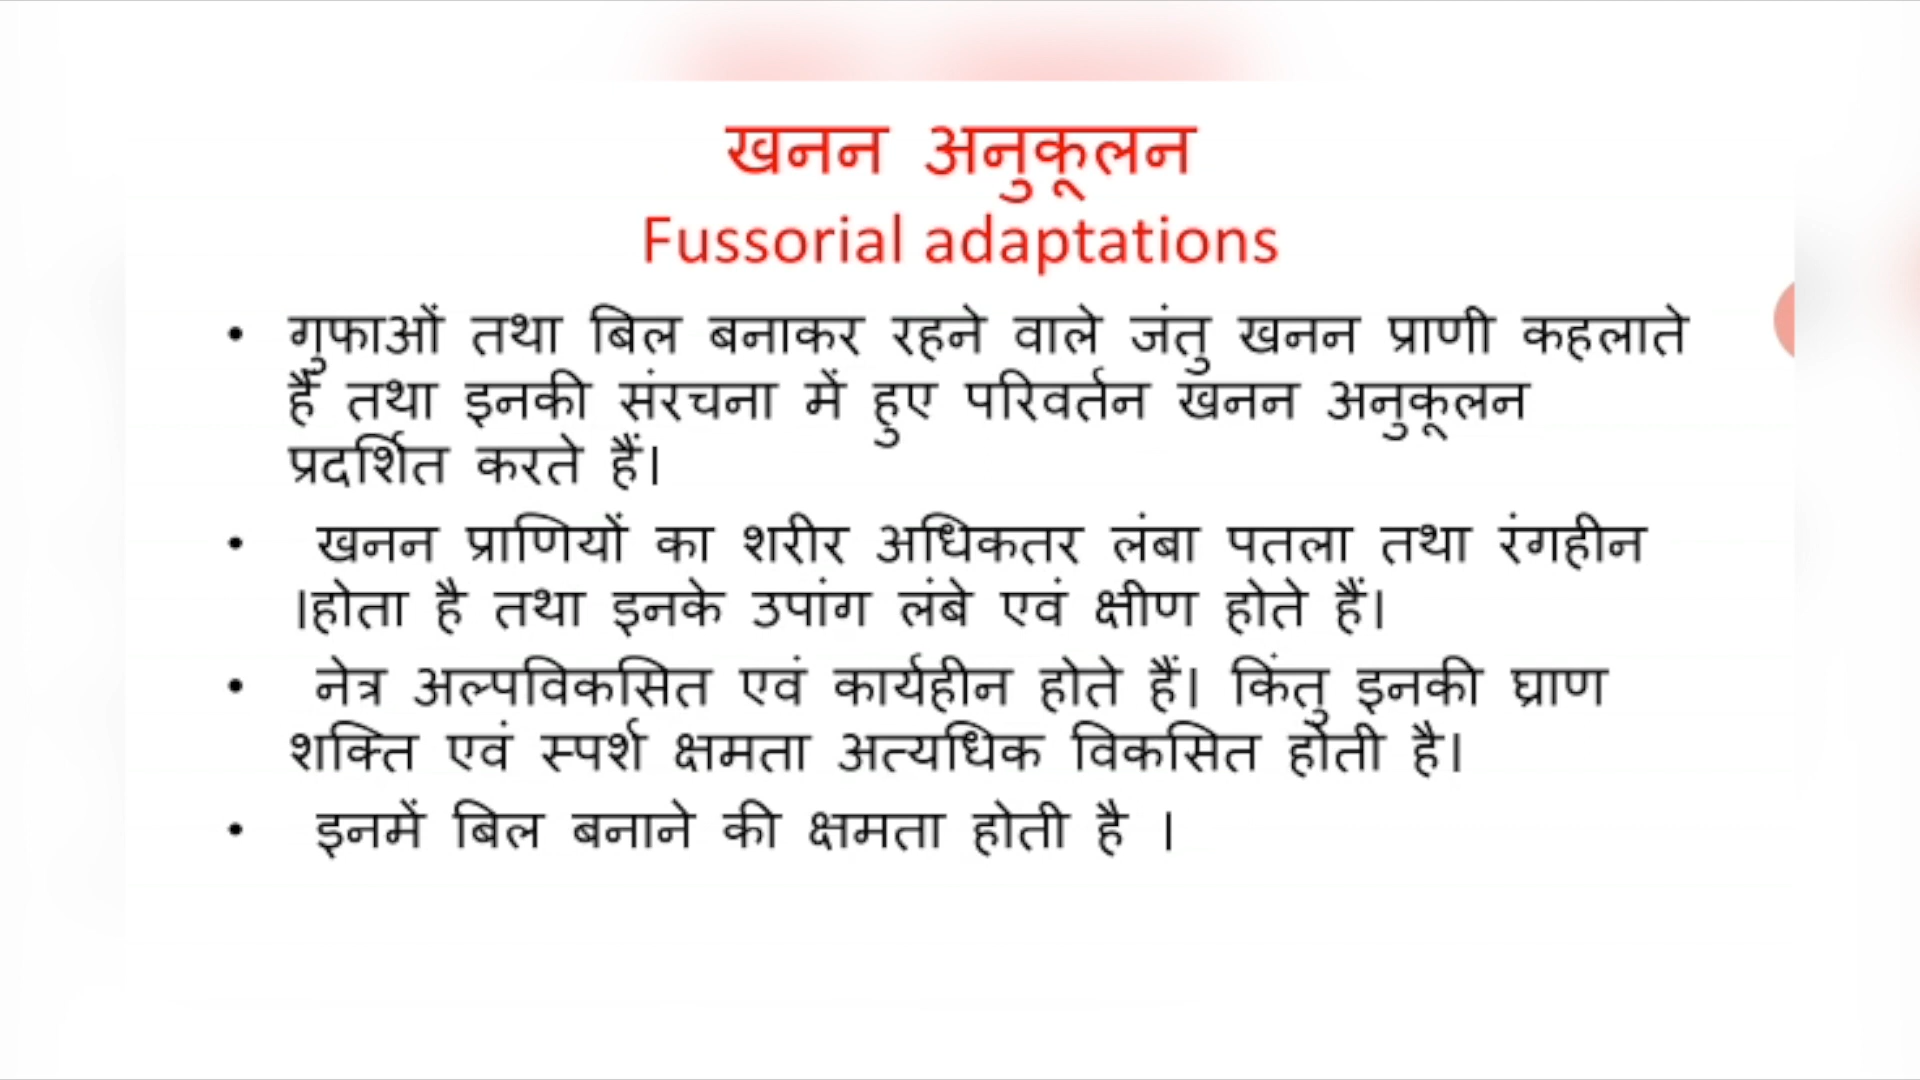 खनन अनुकूलन
Fussorial adaptations
• गुफाओं तथा बिल बनाकर रहने वाले जंतु खनन प्राणी कहलाते
हैं तथा इनकी संरचना में हुए परिवर्तन खनन अनुकूलन
प्रदर्शित करते हैं।
• खनन प्राणियों का शरीर अधिकतर लंबा पतला तथा रंगहीन
।होता है तथा इनके उपांग लंबे एवं क्षीण होते हैं।
• नेत्र अल्पविकसित एवं कार्यहीन होते हैं। किंतु इनकी घ्राण
शक्ति एवं स्पर्श क्षमता अत्यधिक विकसित होती है।
• इनमें बिल बनाने की क्षमता होती है ।